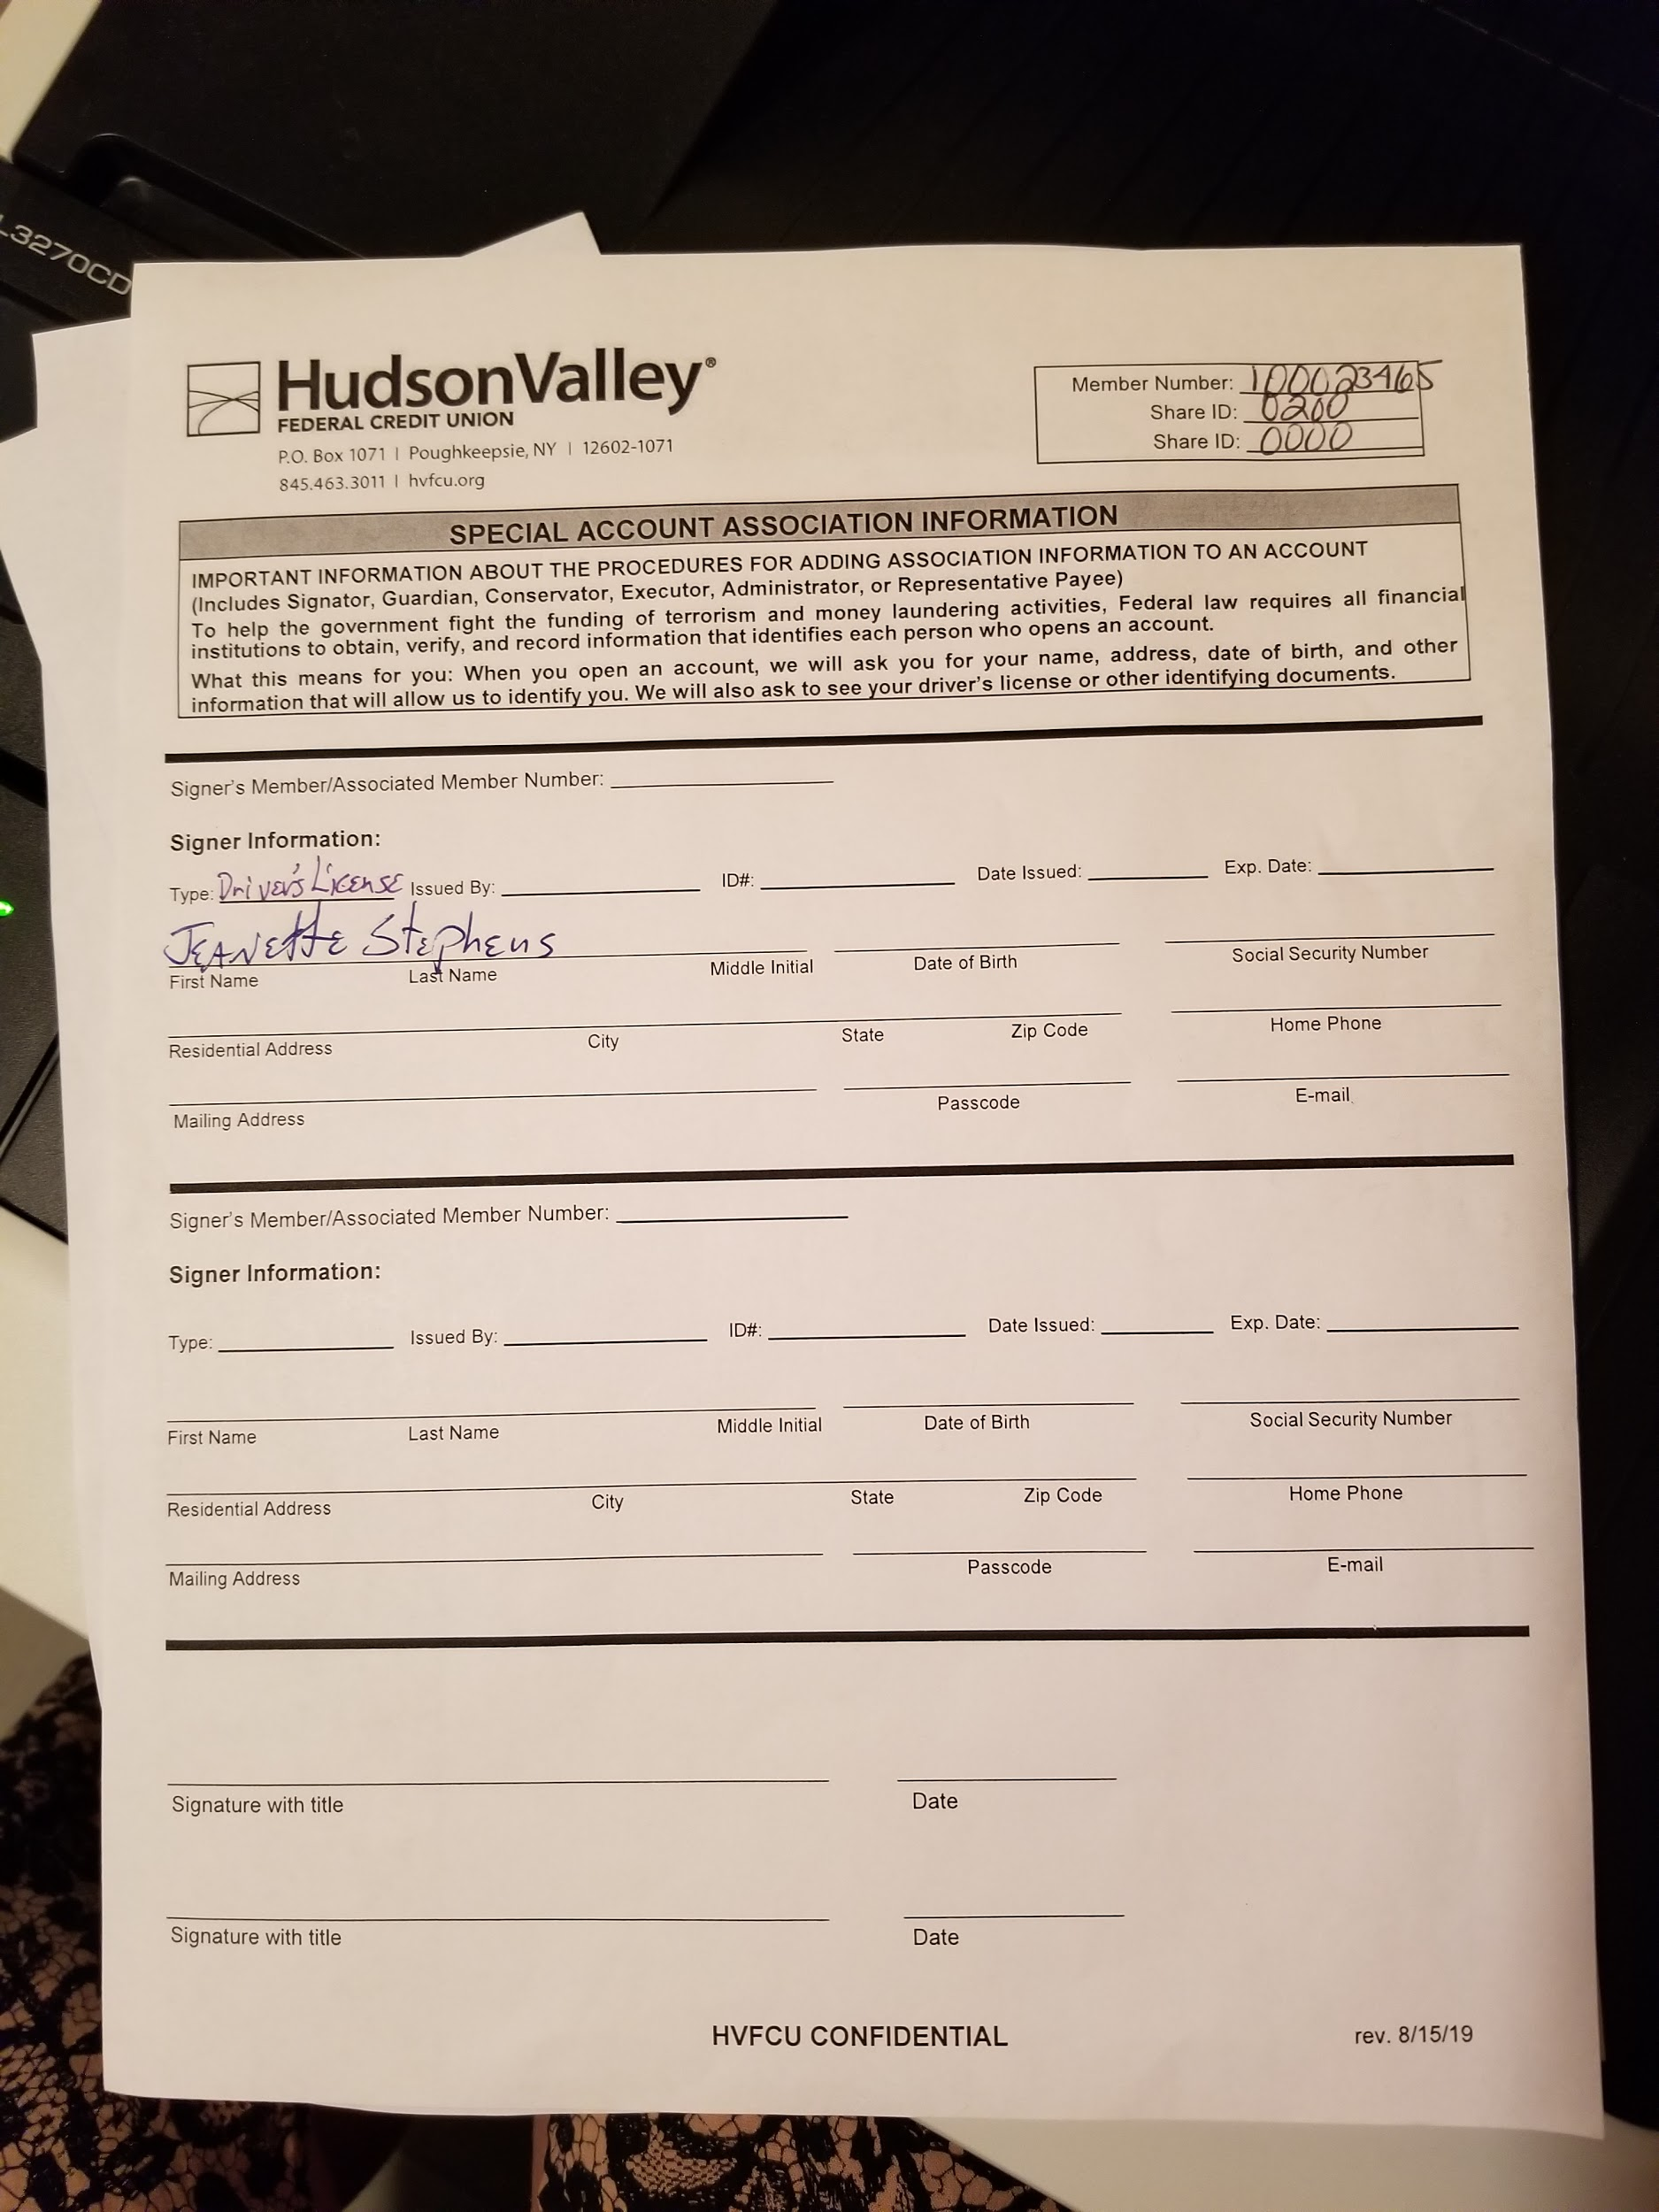 L3270CD
HudsonValley®
FEDERAL CREDIT UNION
P.O. Box 1071 | Poughkeepsie, NY | 12602-1071
845.463.3011 | hvfcu.org
Member Number: 1000023465
Share ID: 0200
Share ID: 0000
SPECIAL ACCOUNT ASSOCIATION INFORMATION
IMPORTANT INFORMATION ABOUT THE PROCEDURES FOR ADDING ASSOCIATION INFORMATION TO AN ACCOUNT
(Includes Signator, Guardian, Conservator, Executor, Administrator, or Representative Payee)
To help the government fight the funding of terrorism and money laundering activities, Federal law requires all financial
institutions to obtain, verify, and record information that identifies each person who opens an account.
What this means for you: When you open an account, we will ask you for your name, address, date of birth, and other
information that will allow us to identify you. We will also ask to see your driver's license or other identifying documents.
Signer's Member/Associated Member Number:
Signer Information:
Type: Driver's License Issued By: ID#: Date Issued: Exp. Date:
JEANETTE Stephens
First Name Last Name Middle Initial Date of Birth Social Security Number
Residential Address City State Zip Code Home Phone
Mailing Address Passcode E-mail
Signer's Member/Associated Member Number:
Signer Information:
Type: Issued By: ID#: Date Issued: Exp. Date:
First Name Last Name Middle Initial Date of Birth Social Security Number
Residential Address City State Zip Code Home Phone
Mailing Address Passcode E-mail
Signature with title Date
Signature with title Date
HVFCU CONFIDENTIAL
rev. 8/15/19